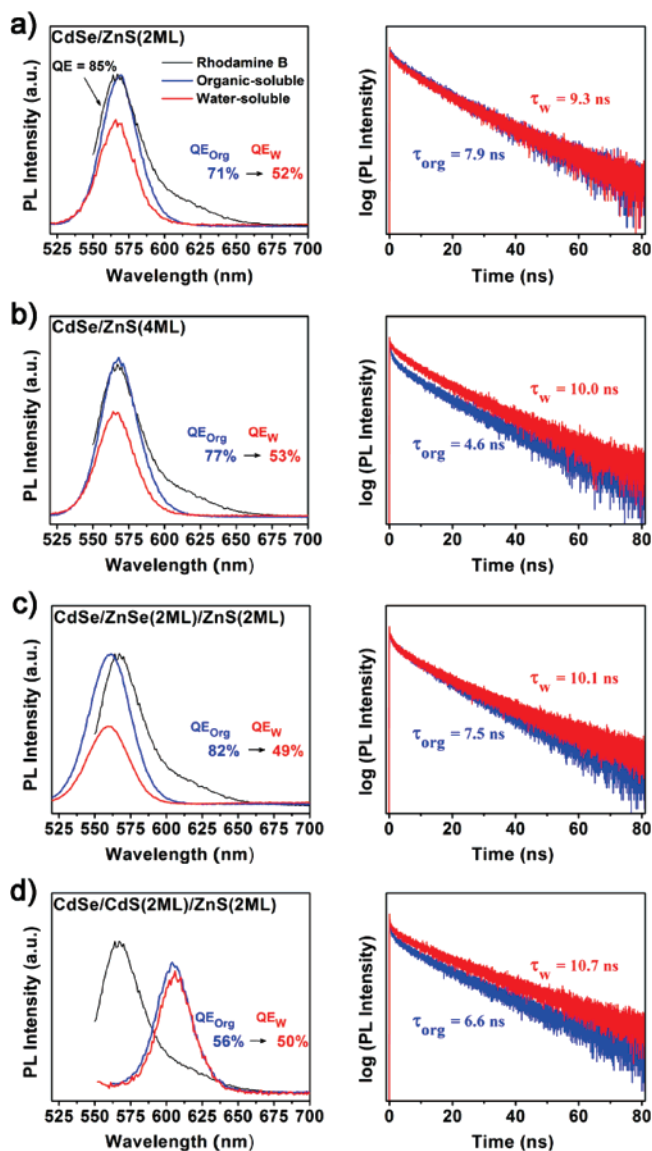 a)
CdSe/ZnS(2ML)
QE = 85%
Rhodamine B
Organic-soluble
Water-soluble
QEOrg QEW
71% → 52%
PL Intensity (a.u.)
525 550 575 600 625 650 675 700
Wavelength (nm)
τw = 9.3 ns
τorg = 7.9 ns
log (PL Intensity)
0 20 40 60 80
Time (ns)
b)
CdSe/ZnS(4ML)
QEOrg QEW
77% → 53%
PL Intensity (a.u.)
525 550 575 600 625 650 675 700
Wavelength (nm)
τw = 10.0 ns
τorg = 4.6 ns
log (PL Intensity)
0 20 40 60 80
Time (ns)
c)
CdSe/ZnSe(2ML)/ZnS(2ML)
QEOrg QEW
82% → 49%
PL Intensity (a.u.)
525 550 575 600 625 650 675 700
Wavelength (nm)
τw = 10.1 ns
τorg = 7.5 ns
log (PL Intensity)
0 20 40 60 80
Time (ns)
d)
CdSe/CdS(2ML)/ZnS(2ML)
QEOrg QEW
56% → 50%
PL Intensity (a.u.)
525 550 575 600 625 650 675 700
Wavelength (nm)
τw = 10.7 ns
τorg = 6.6 ns
log (PL Intensity)
0 20 40 60 80
Time (ns)